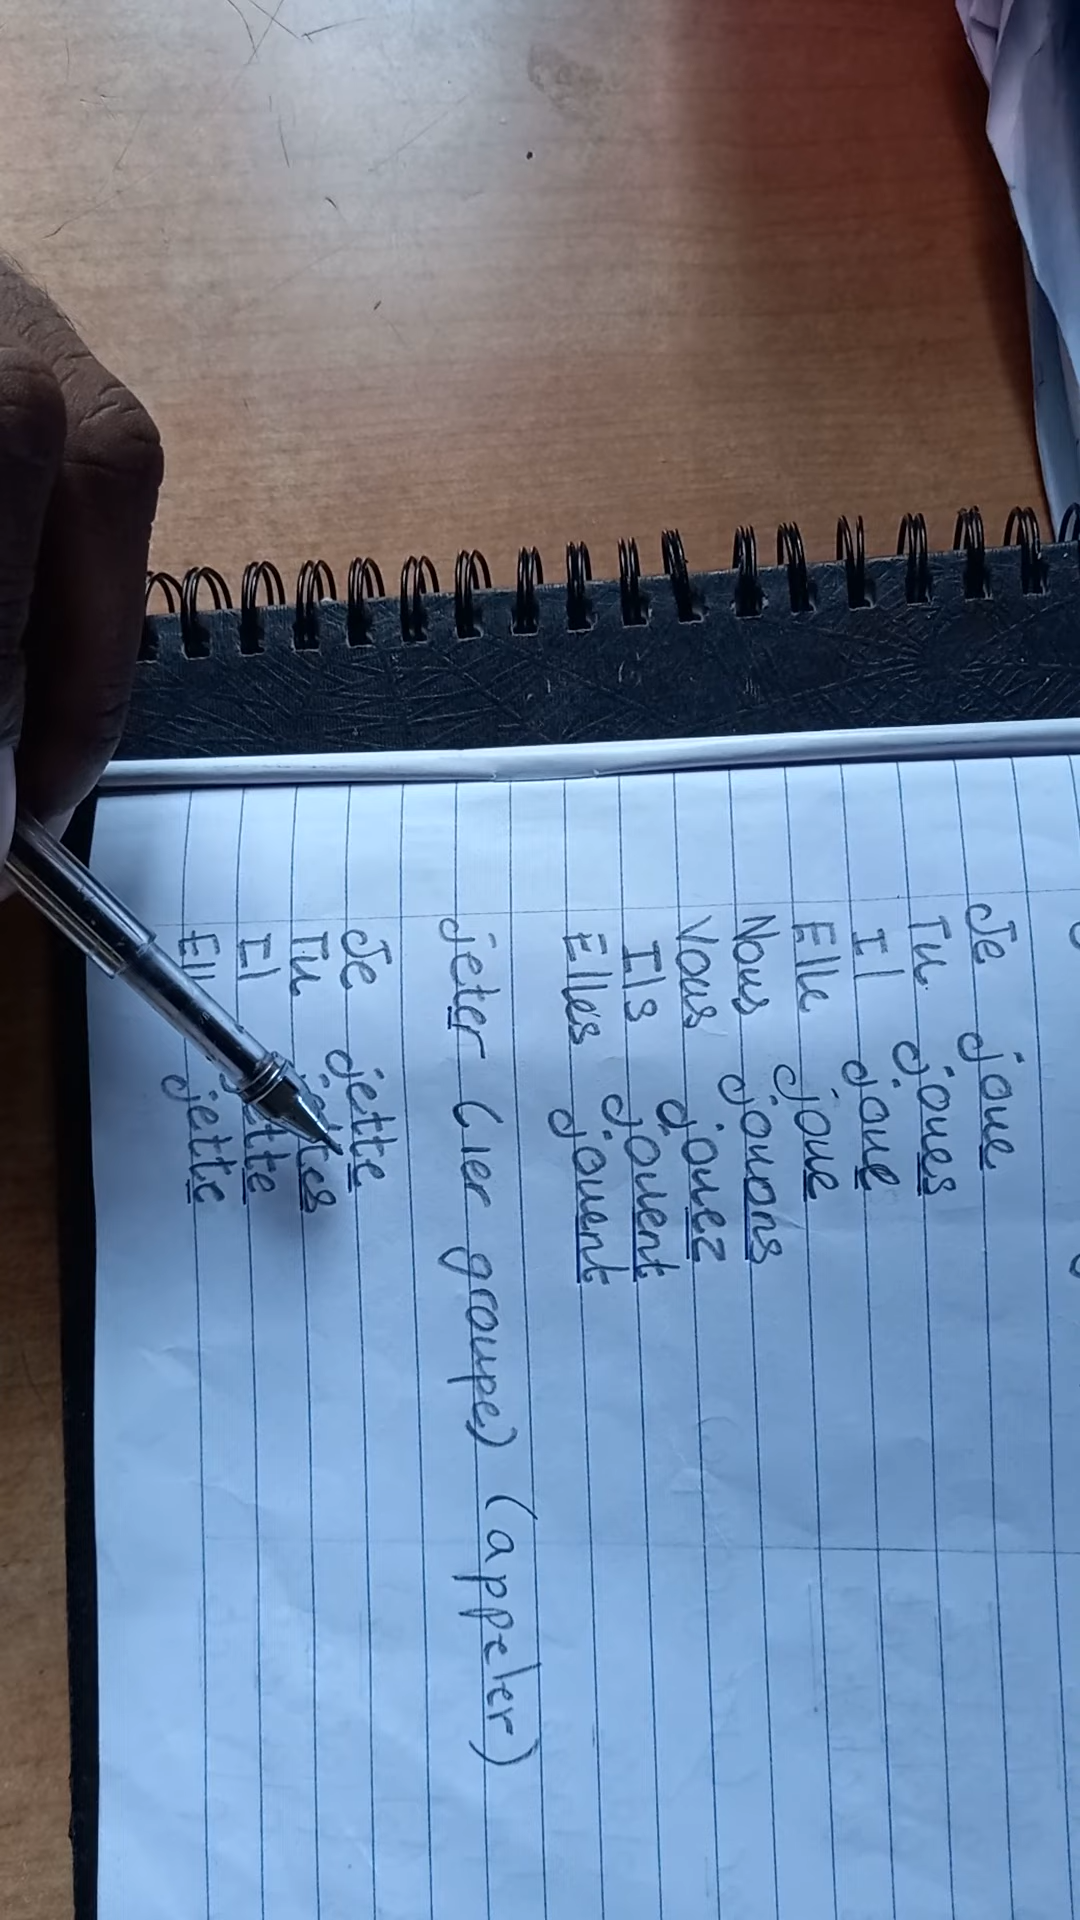 Je joue
Tu joues
Il joue
Elle joue
Nous jouons
Vous jouez
Ils jouent
Elles jouent
jeter (1er groupe) (appeler)
Je jette
Tu
Il
Elle jette